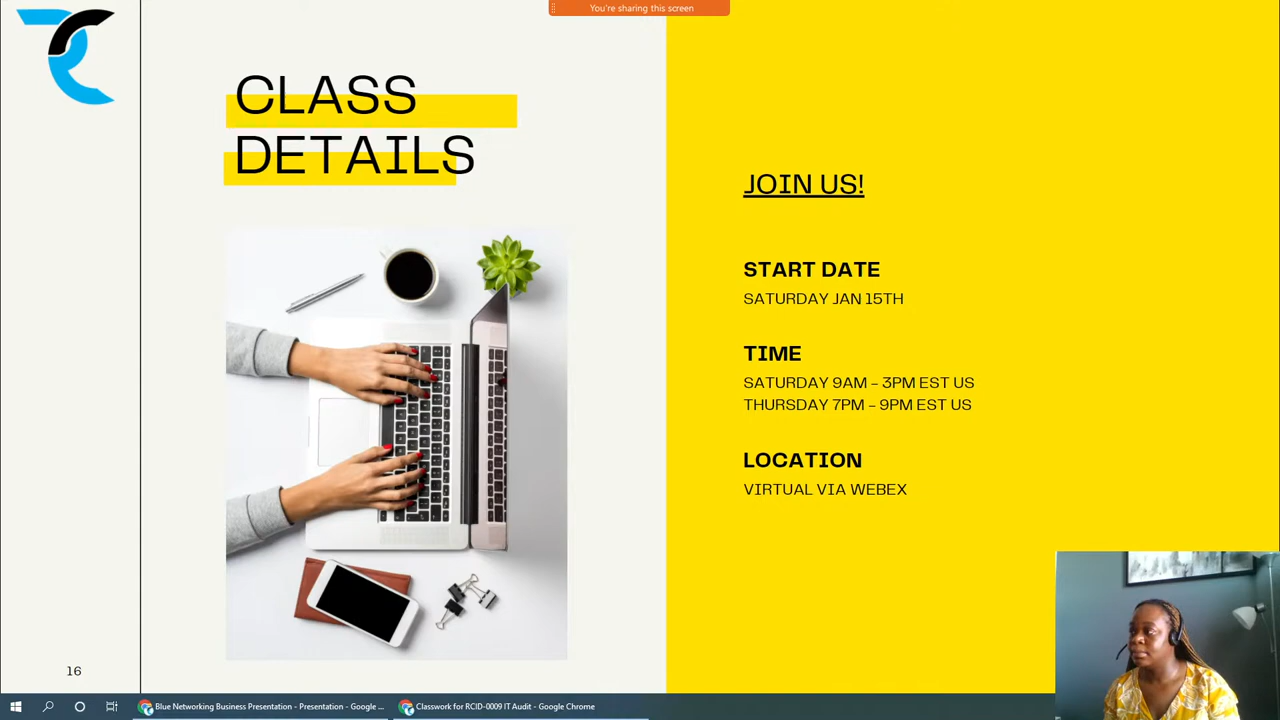 You're sharing this screen
CLASS
DETAILS
JOIN US!
START DATE
SATURDAY JAN 15TH
TIME
SATURDAY 9AM – 3PM EST US
THURSDAY 7PM – 9PM EST US
LOCATION
VIRTUAL VIA WEBEX
16
Blue Networking Business Presentation - Presentation - Google ...
Classwork for RCID-0009 IT Audit - Google Chrome